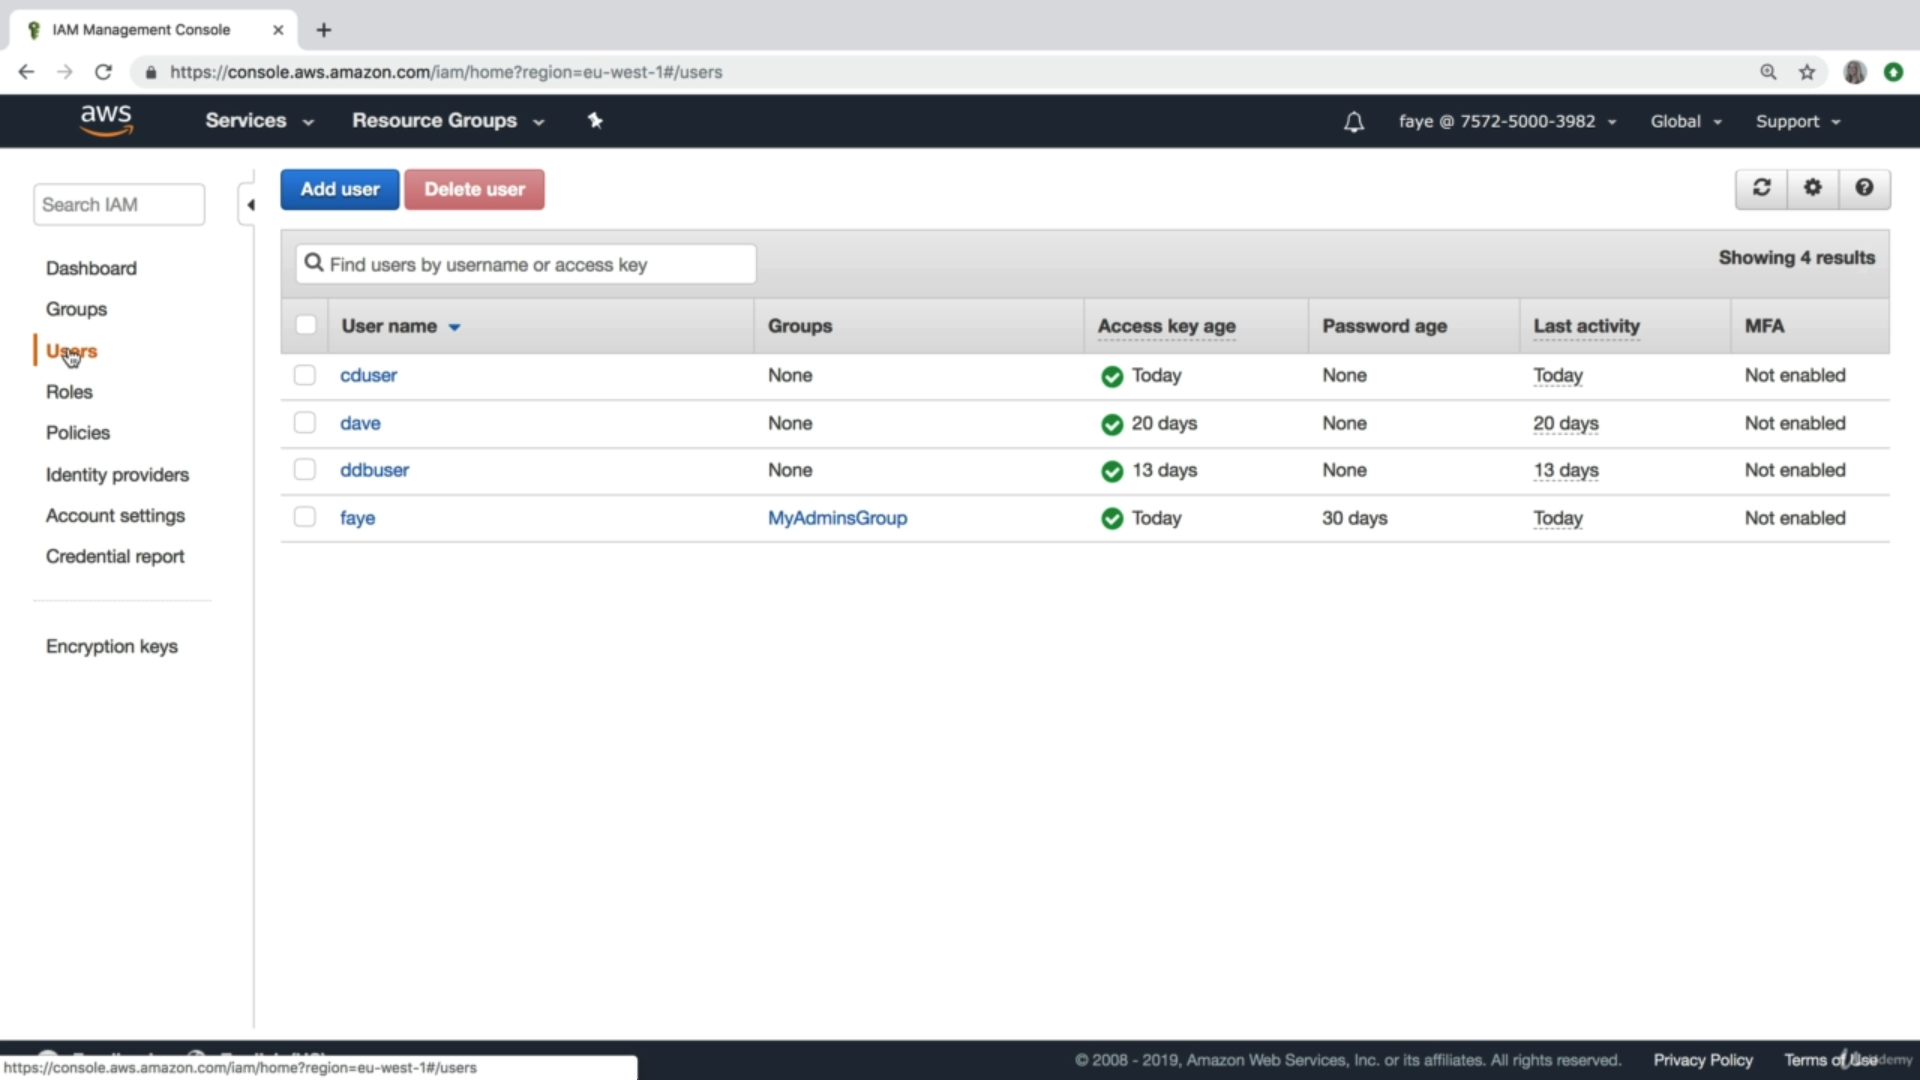 IAM Management Console
https://console.aws.amazon.com/iam/home?region=eu-west-1#/users
aws Services Resource Groups faye @ 7572-5000-3982 Global Support
Search IAM
Dashboard
Groups
Users
Roles
Policies
Identity providers
Account settings
Credential report
Encryption keys
Add user Delete user
Find users by username or access key Showing 4 results
User name Groups Access key age Password age Last activity MFA
cduser None Today None Today Not enabled
dave None 20 days None 20 days Not enabled
ddbuser None 13 days None 13 days Not enabled
faye MyAdminsGroup Today 30 days Today Not enabled
https://console.aws.amazon.com/iam/home?region=eu-west-1#/users
© 2008 - 2019, Amazon Web Services, Inc. or its affiliates. All rights reserved. Privacy Policy Terms of Use